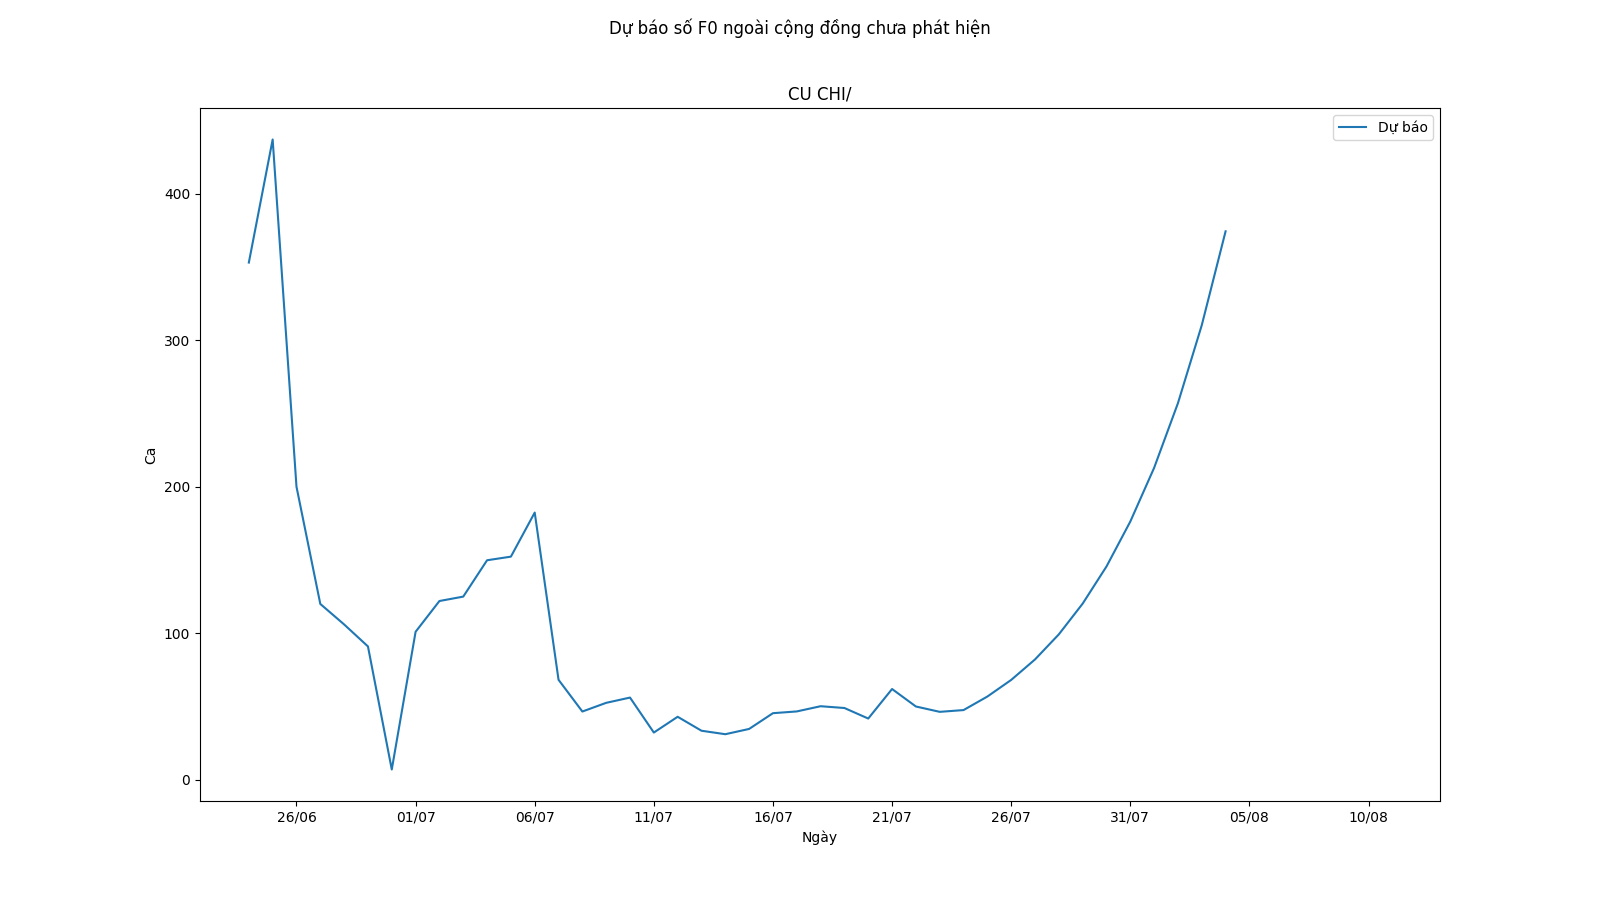 Dự báo số F0 ngoài cộng đồng chưa phát hiện
CU CHI/
Dự báo
400
300
200
100
0
Ca
26/06 01/07 06/07 11/07 16/07 21/07 26/07 31/07 05/08 10/08
Ngày